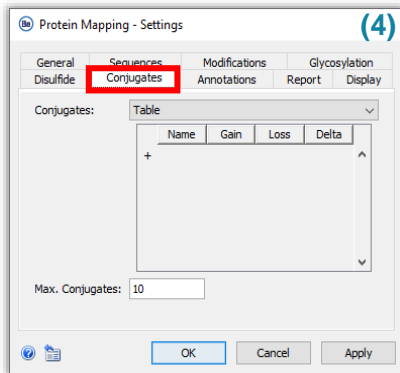 Be Protein Mapping - Settings (4)
General Sequences Modifications Glycosylation
Disulfide Conjugates Annotations Report Display
Conjugates: Table
Name Gain Loss Delta
+
Max. Conjugates: 10
? OK Cancel Apply